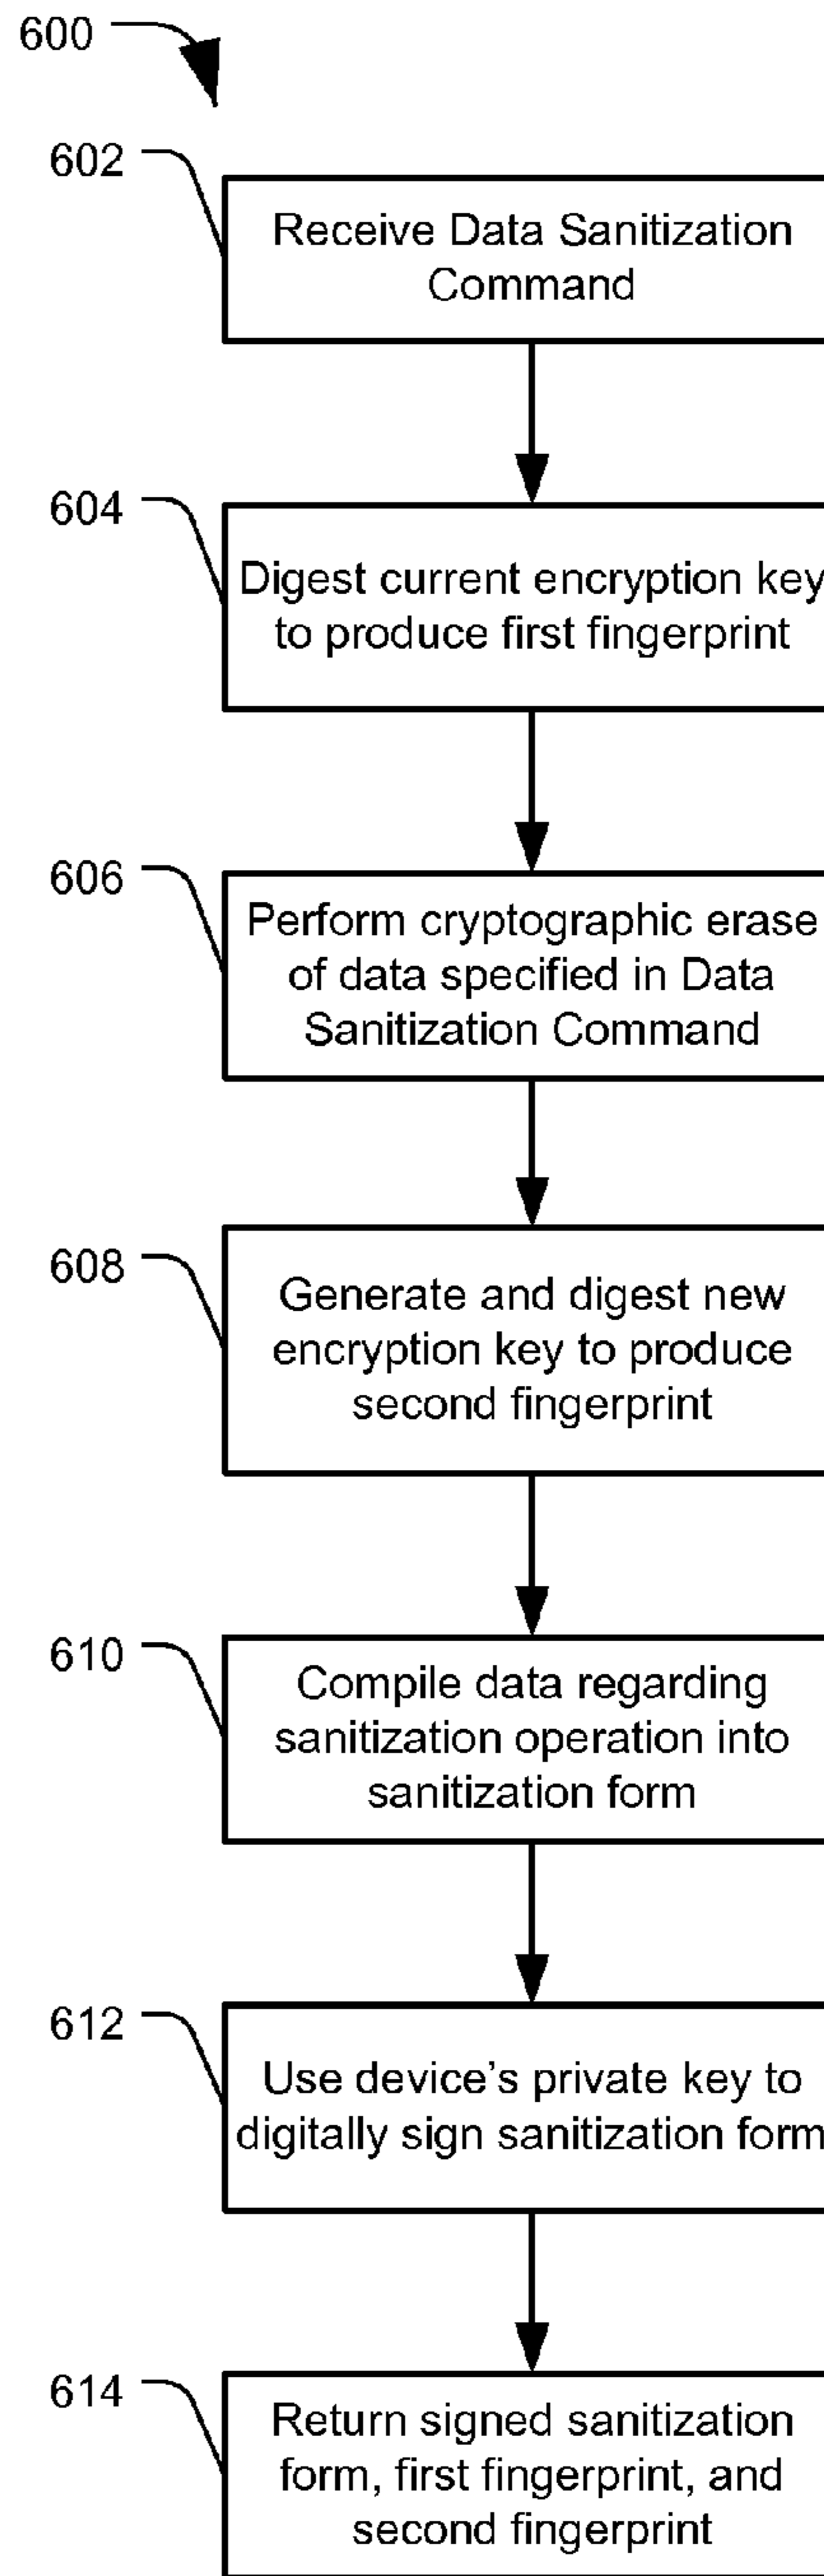 600
602
Receive Data Sanitization
Command
604
Digest current encryption key
to produce first fingerprint
606
Perform cryptographic erase
of data specified in Data
Sanitization Command
608
Generate and digest new
encryption key to produce
second fingerprint
610
Compile data regarding
sanitization operation into
sanitization form
612
Use device's private key to
digitally sign sanitization form
614
Return signed sanitization
form, first fingerprint, and
second fingerprint